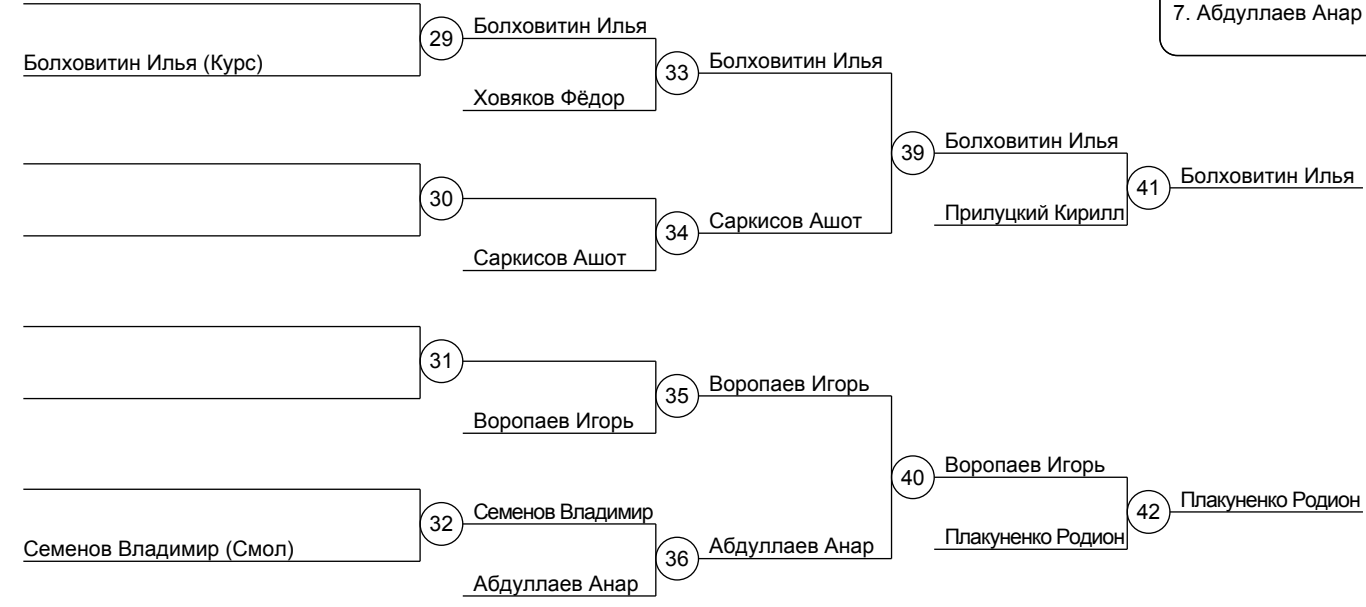 7. Абдуллаев Анар
Болховитин Илья (Курс)
29
Болховитин Илья
Ховяков Фёдор
33
Болховитин Илья
30
Саркисов Ашот
34
Саркисов Ашот
39
Болховитин Илья
Прилуцкий Кирилл
41
Болховитин Илья
31
Воропаев Игорь
35
Воропаев Игорь
Семенов Владимир (Смол)
32
Семенов Владимир
Абдуллаев Анар
36
Абдуллаев Анар
40
Воропаев Игорь
Плакуненко Родион
42
Плакуненко Родион